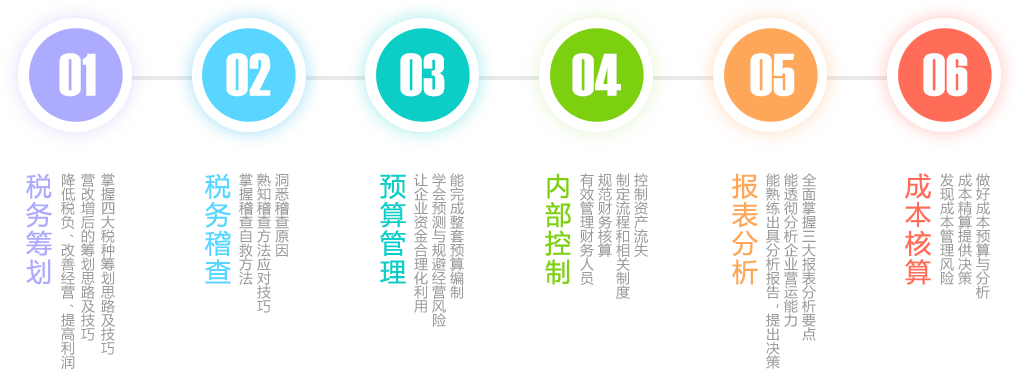 01
税务筹划
掌握四大税种筹划思路及技巧
营改增后的筹划思路及技巧
降低税负、改善经营、提高利润
02
税务稽查
洞悉稽查原因
熟知稽查方法应对技巧
掌握稽查自救方法
03
预算管理
能完成整套预算编制
学会预测与规避经营风险
让企业资金合理化利用
04
内部控制
控制资产流失
制定流程和相关制度
规范财务核算
有效管理财务人员
05
报表分析
全面掌握三大报表分析要点
能透彻分析企业营运能力
能熟练出具分析报告,提出决策
06
成本核算
做好成本预算与分析
成本精算提供决策
发现成本管理风险